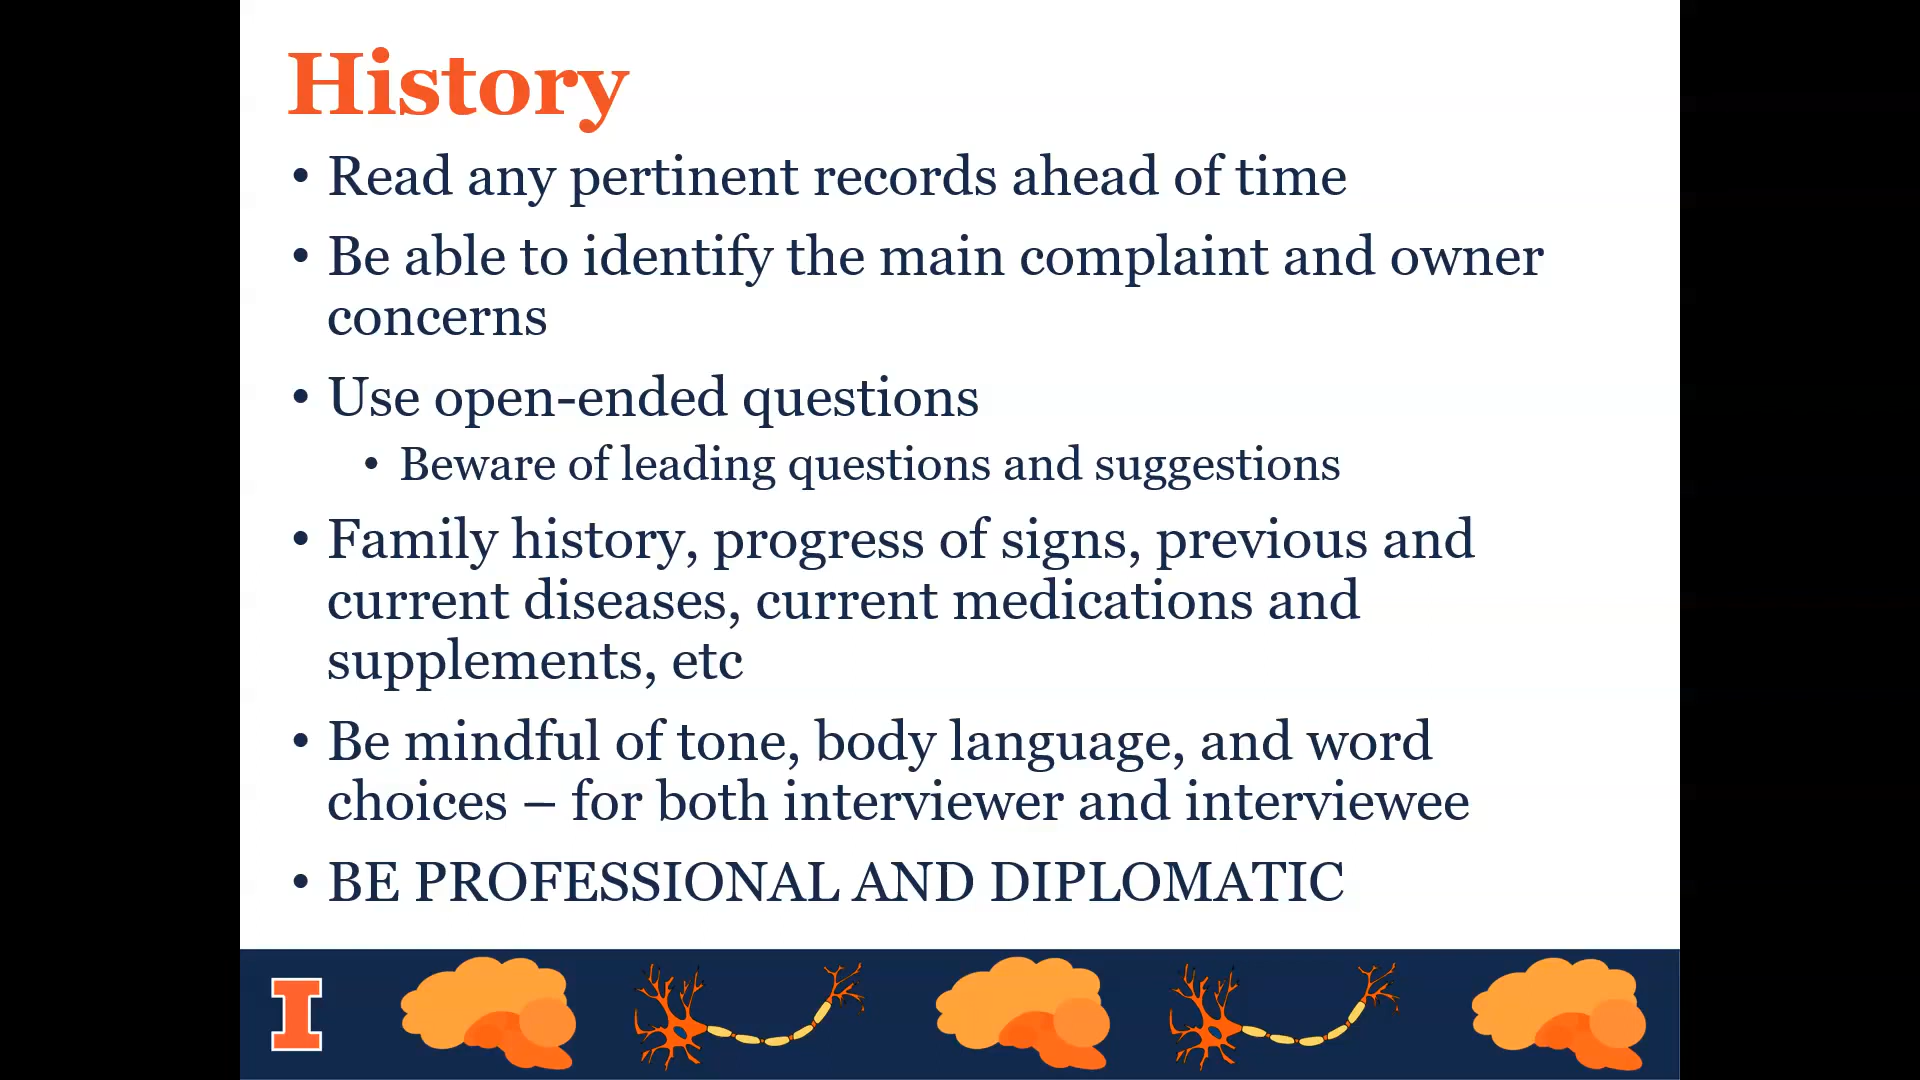 History
• Read any pertinent records ahead of time
• Be able to identify the main complaint and owner
concerns
• Use open-ended questions
• Beware of leading questions and suggestions
• Family history, progress of signs, previous and
current diseases, current medications and
supplements, etc
• Be mindful of tone, body language, and word
choices – for both interviewer and interviewee
• BE PROFESSIONAL AND DIPLOMATIC
I